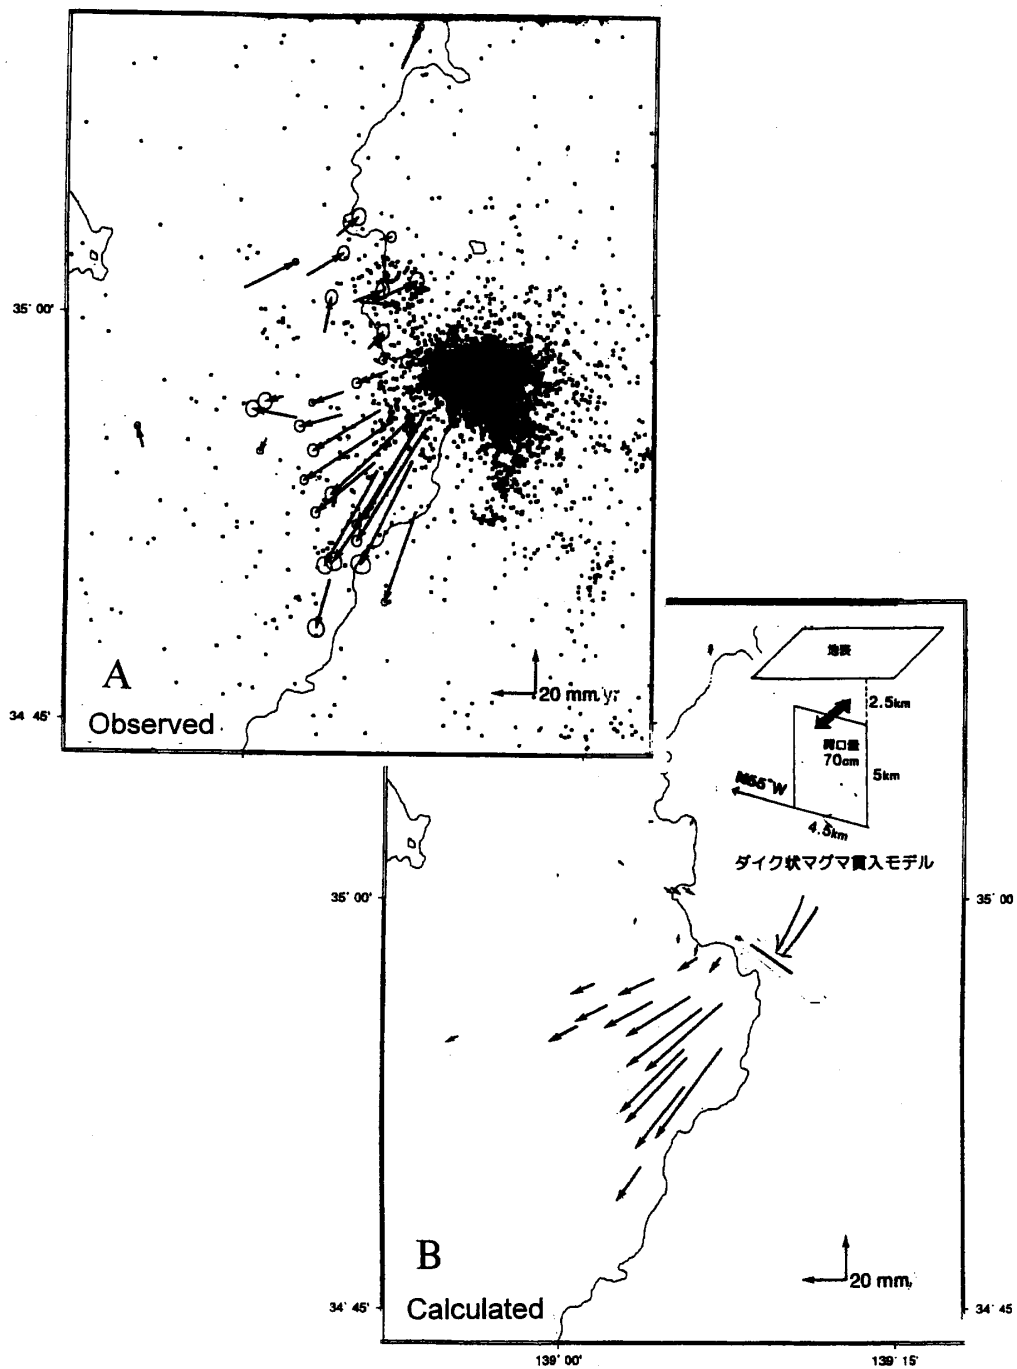 35° 00'
A
Observed
20 mm/yr
34 45'
地表
2.5km
開口量
70cm
5km
N55°W
4.5km
ダイク状マグマ貫入モデル
35° 00'
35° 00
B
Calculated
20 mm
34° 45'
34° 45
139° 00'
139° 15'